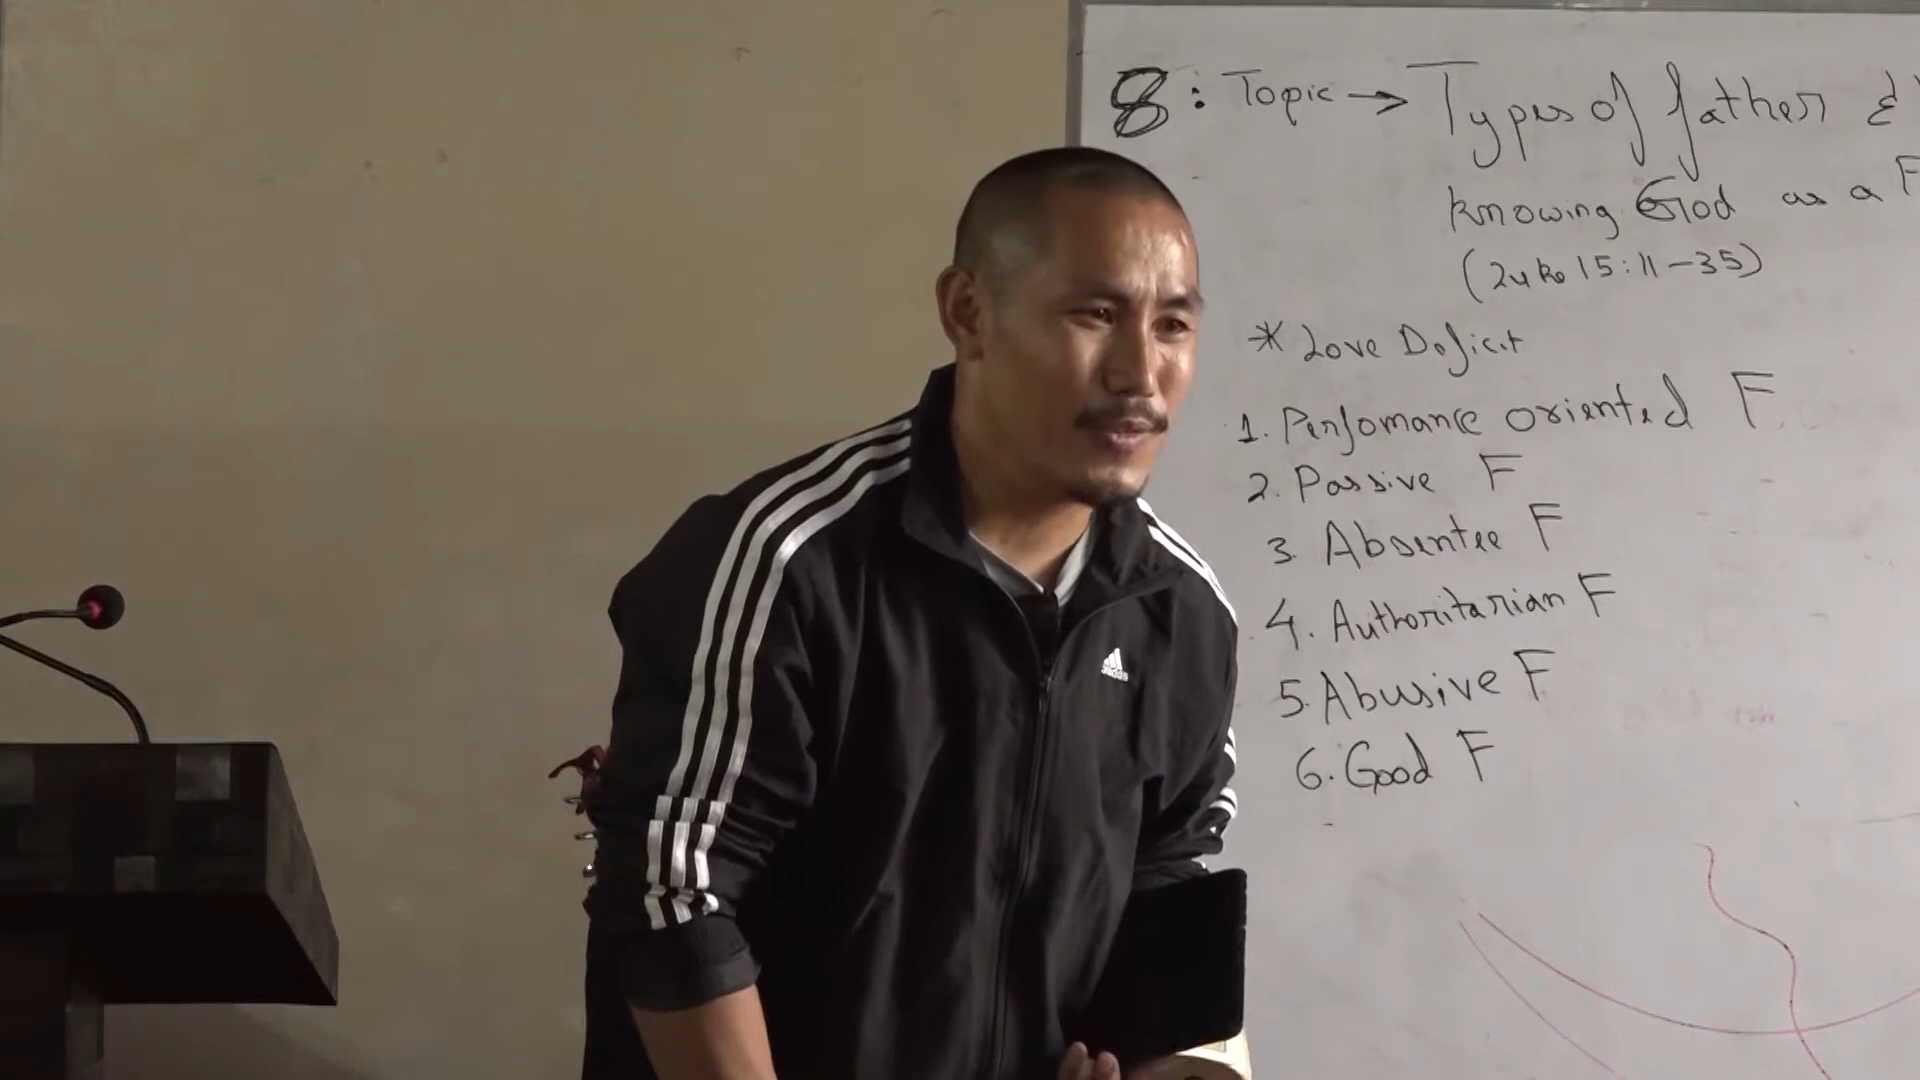 8: Topic → Types of father &
knowing God as a F
(Luke 15:11-35)
* Love Deficit
1. Perfomance oriented F.
2. Passive F
3 Absentee F
4. Authoritarian F
5. Abusive F
6. Good F
adidas